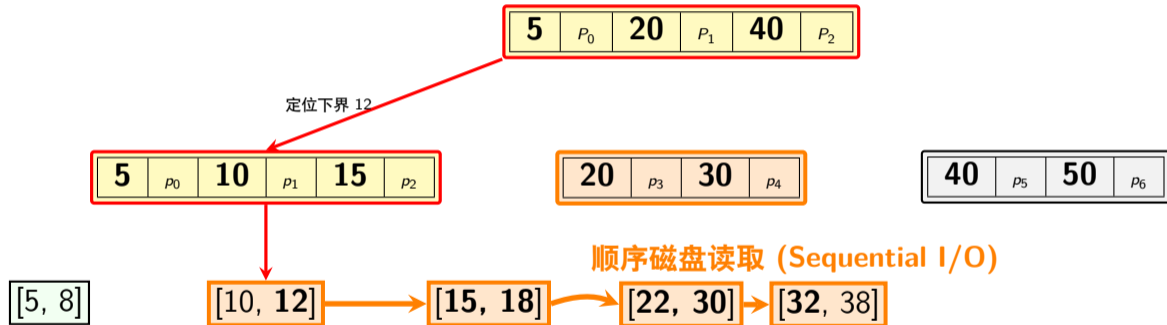 5 P₀ 20 P₁ 40 P₂
定位下界 12
5 p₀ 10 p₁ 15 p₂
20 p₃ 30 p₄
40 p₅ 50 p₆
顺序磁盘读取 (Sequential I/O)
[5, 8]
[10, 12]
[15, 18]
[22, 30]
[32, 38]